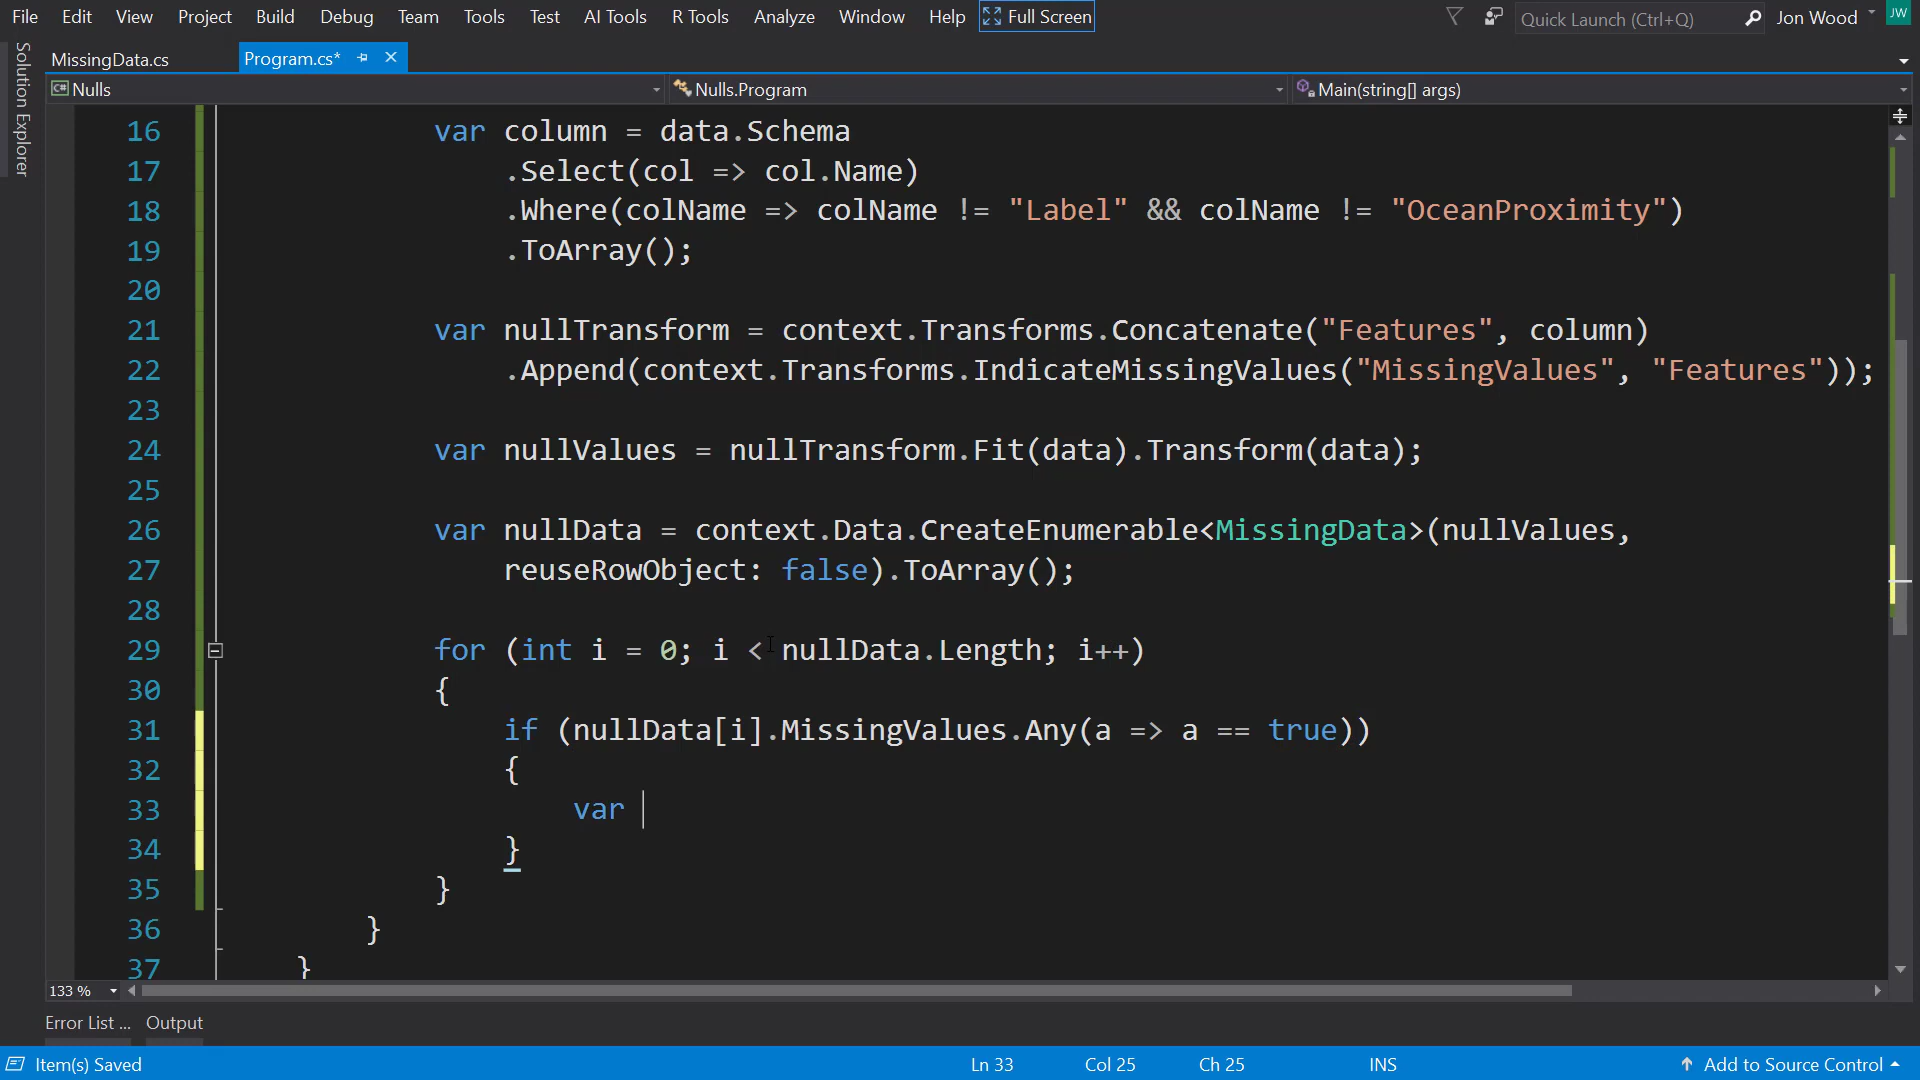 File Edit View Project Build Debug Team Tools Test AI Tools R Tools Analyze Window Help Full Screen Quick Launch (Ctrl+Q) Jon Wood JW
Solution Explorer
MissingData.cs Program.cs*
C# Nulls Nulls.Program Main(string[] args)
16 var column = data.Schema
17 .Select(col => col.Name)
18 .Where(colName => colName != "Label" && colName != "OceanProximity")
19 .ToArray();
20
21 var nullTransform = context.Transforms.Concatenate("Features", column)
22 .Append(context.Transforms.IndicateMissingValues("MissingValues", "Features"));
23
24 var nullValues = nullTransform.Fit(data).Transform(data);
25
26 var nullData = context.Data.CreateEnumerable<MissingData>(nullValues,
27 reuseRowObject: false).ToArray();
28
29 for (int i = 0; i < nullData.Length; i++)
30 {
31 if (nullData[i].MissingValues.Any(a => a == true))
32 {
33 var
34 }
35 }
36 }
37 }
133 %
Error List ... Output
Item(s) Saved Ln 33 Col 25 Ch 25 INS Add to Source Control